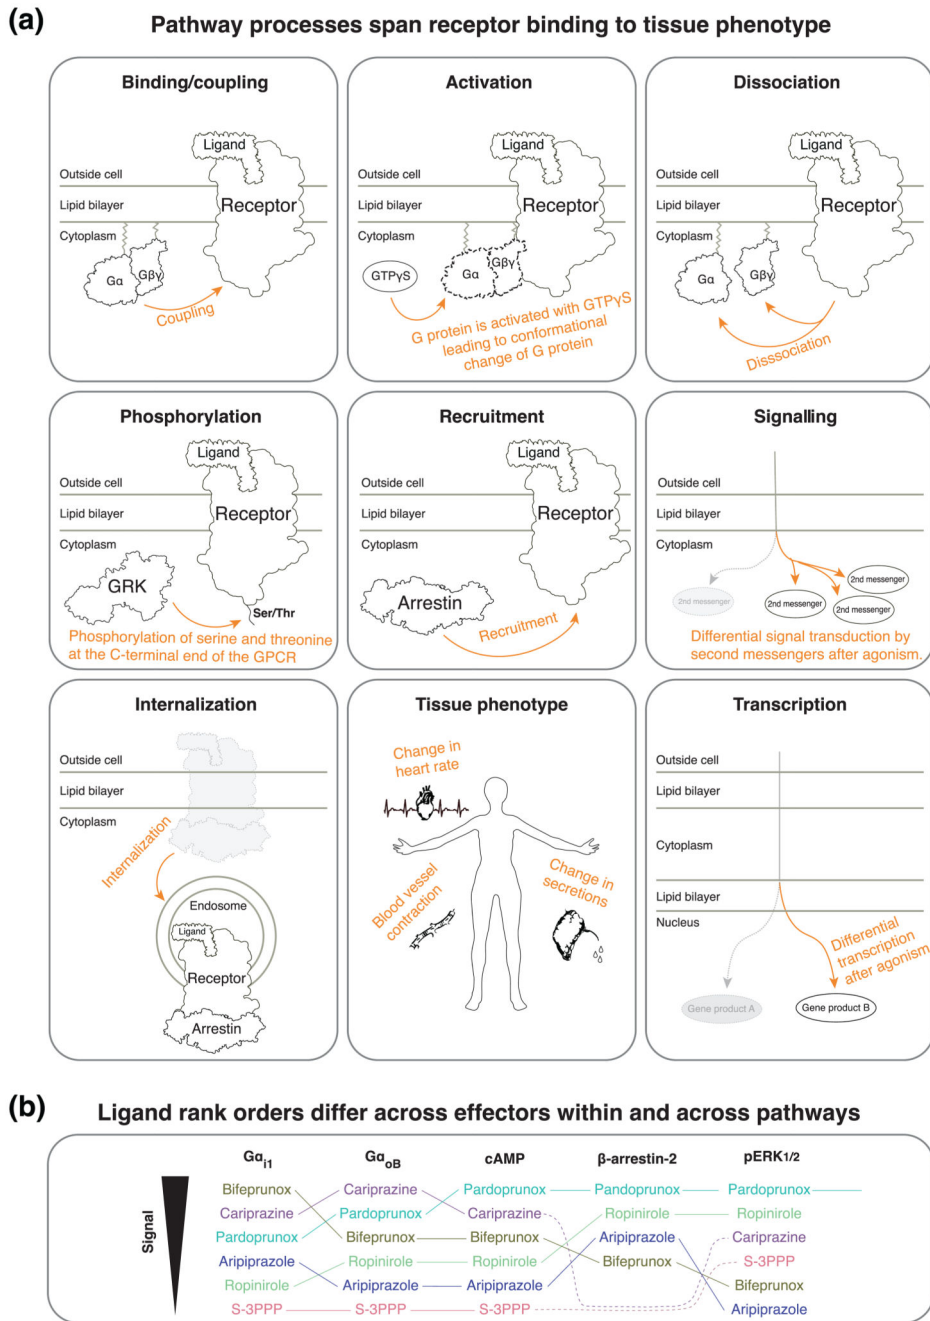 (a)
Pathway processes span receptor binding to tissue phenotype
Binding/coupling
Ligand
Outside cell
Lipid bilayer
Receptor
Cytoplasm
Gα
Gβγ
Coupling
Activation
Ligand
Outside cell
Lipid bilayer
Receptor
Cytoplasm
GTPγS
Gα
Gβγ
G protein is activated with GTPγS
leading to conformational
change of G protein
Dissociation
Ligand
Outside cell
Lipid bilayer
Receptor
Cytoplasm
Gα
Gβγ
Disssociation
Phosphorylation
Ligand
Outside cell
Lipid bilayer
Receptor
Cytoplasm
GRK
Ser/Thr
Phosphorylation of serine and threonine
at the C-terminal end of the GPCR
Recruitment
Ligand
Outside cell
Lipid bilayer
Receptor
Cytoplasm
Arrestin
Recruitment
Signalling
Outside cell
Lipid bilayer
Cytoplasm
2nd messenger
2nd messenger
2nd messenger
2nd messenger
Differential signal transduction by
second messengers after agonism.
Internalization
Outside cell
Lipid bilayer
Cytoplasm
Internalization
Endosome
Ligand
Receptor
Arrestin
Tissue phenotype
Change in
heart rate
Blood vessel
contraction
Change in
secretions
Transcription
Outside cell
Lipid bilayer
Cytoplasm
Lipid bilayer
Nucleus
Differential
transcription
after agonism
Gene product A
Gene product B
(b)
Ligand rank orders differ across effectors within and across pathways
Gαi1 GαoB cAMP β-arrestin-2 pERK1/2
Signal
Bifeprunox Cariprazine Pardoprunox Pandoprunox Pardoprunox
Cariprazine Pardoprunox Cariprazine Ropinirole Ropinirole
Pardoprunox Bifeprunox Bifeprunox Aripiprazole Cariprazine
Aripiprazole Ropinirole Ropinirole Bifeprunox S-3PPP
Ropinirole Aripiprazole Aripiprazole Bifeprunox
S-3PPP S-3PPP S-3PPP Aripiprazole